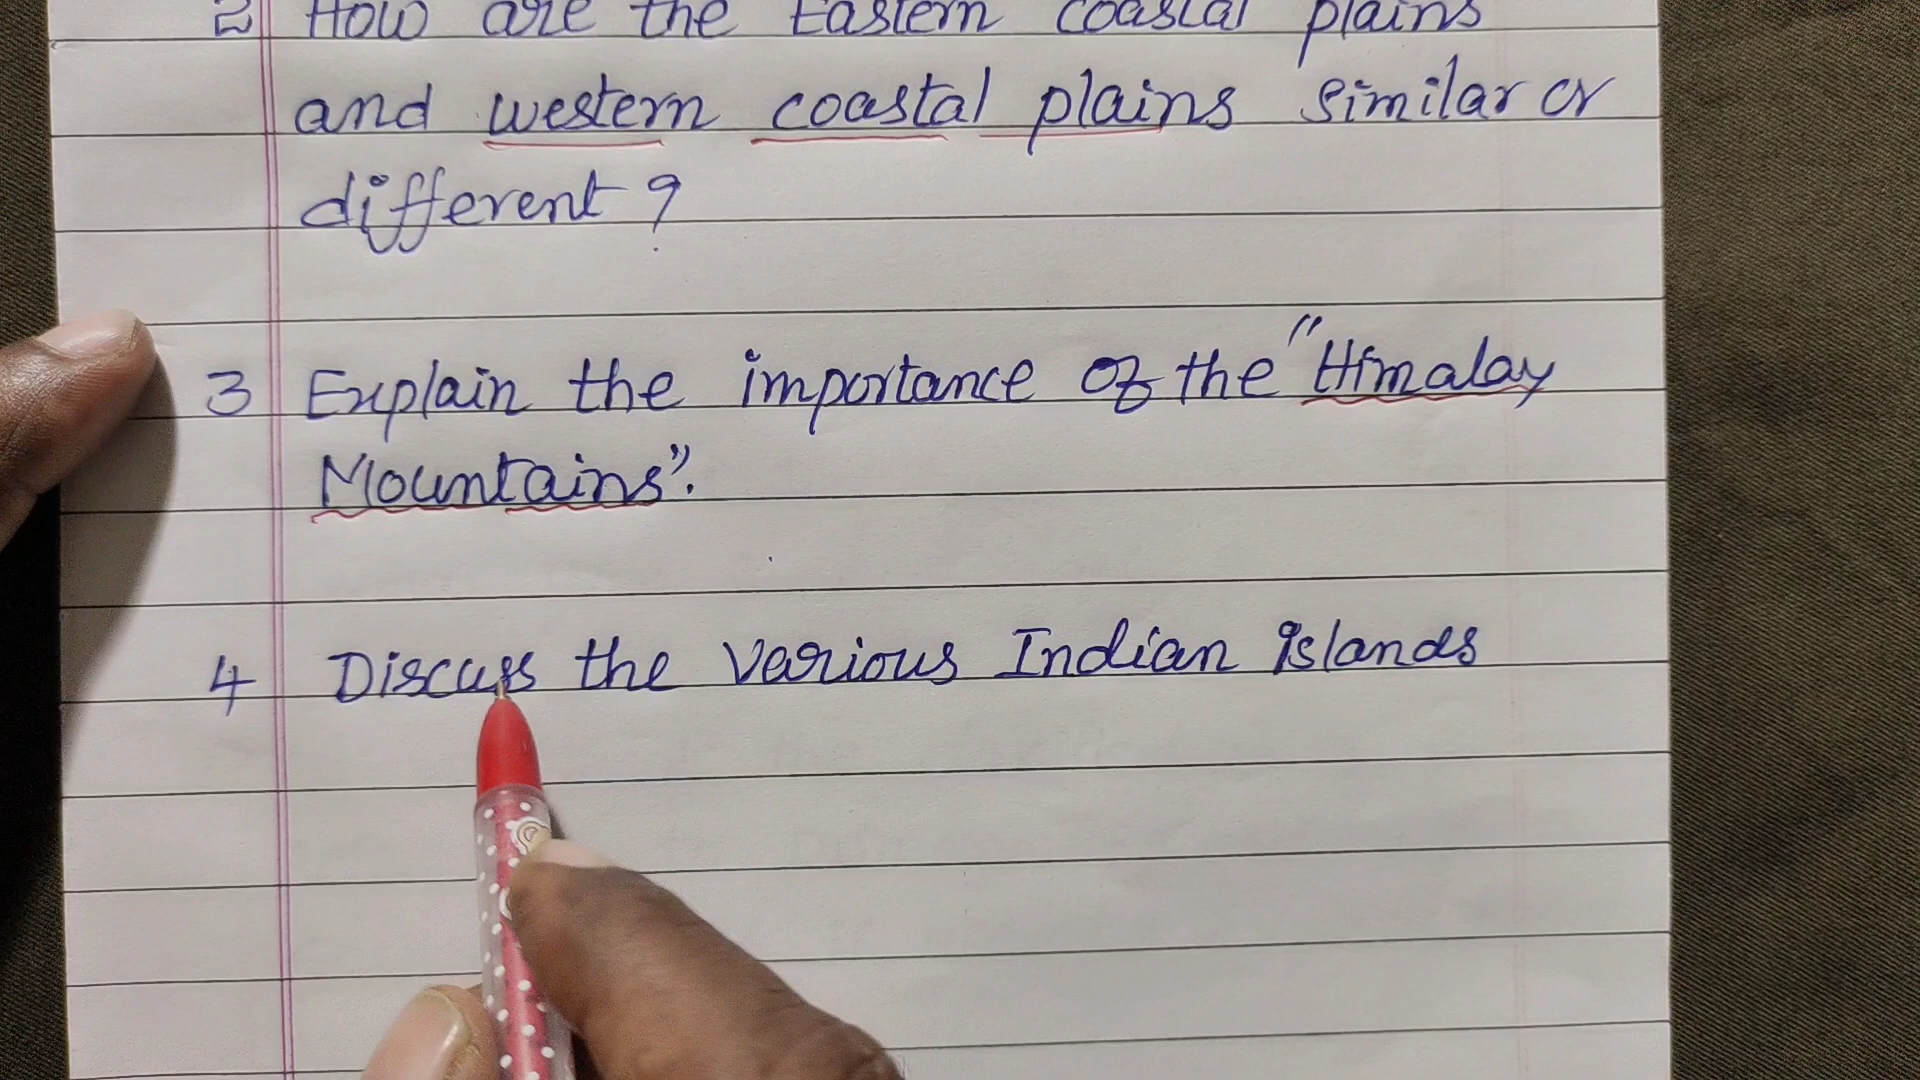 2 How are the Eastern coastal plains
and western coastal plains similar or
different?
3 Explain the importance of the "Himalay
Mountains".
4 Discuss the various Indian islands